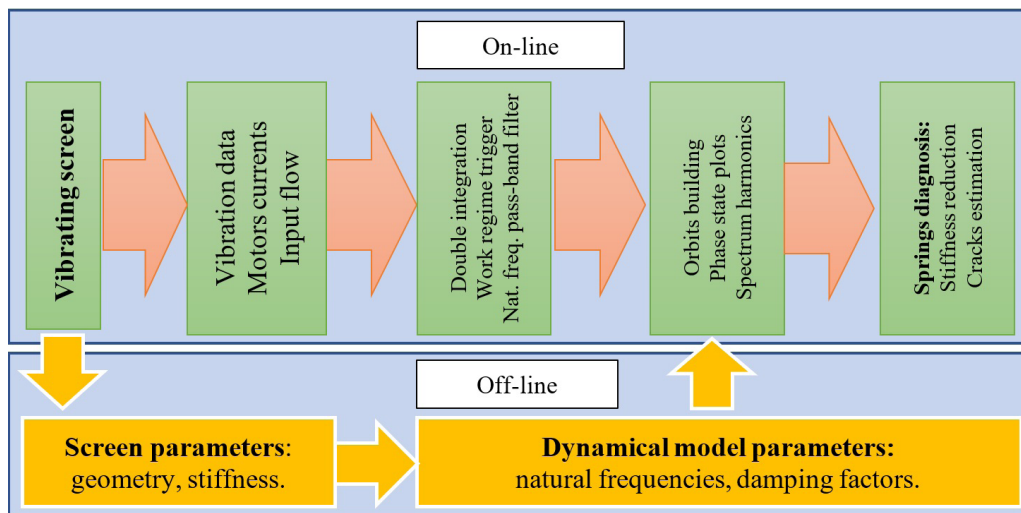 On-line
Vibrating screen
Vibration data
Motors currents
Input flow
Double integration
Work regime trigger
Nat. freq. pass-band filter
Orbits building
Phase state plots
Spectrum harmonics
Springs diagnosis:
Stiffness reduction
Cracks estimation
Off-line
Screen parameters:
geometry, stiffness.
Dynamical model parameters:
natural frequencies, damping factors.